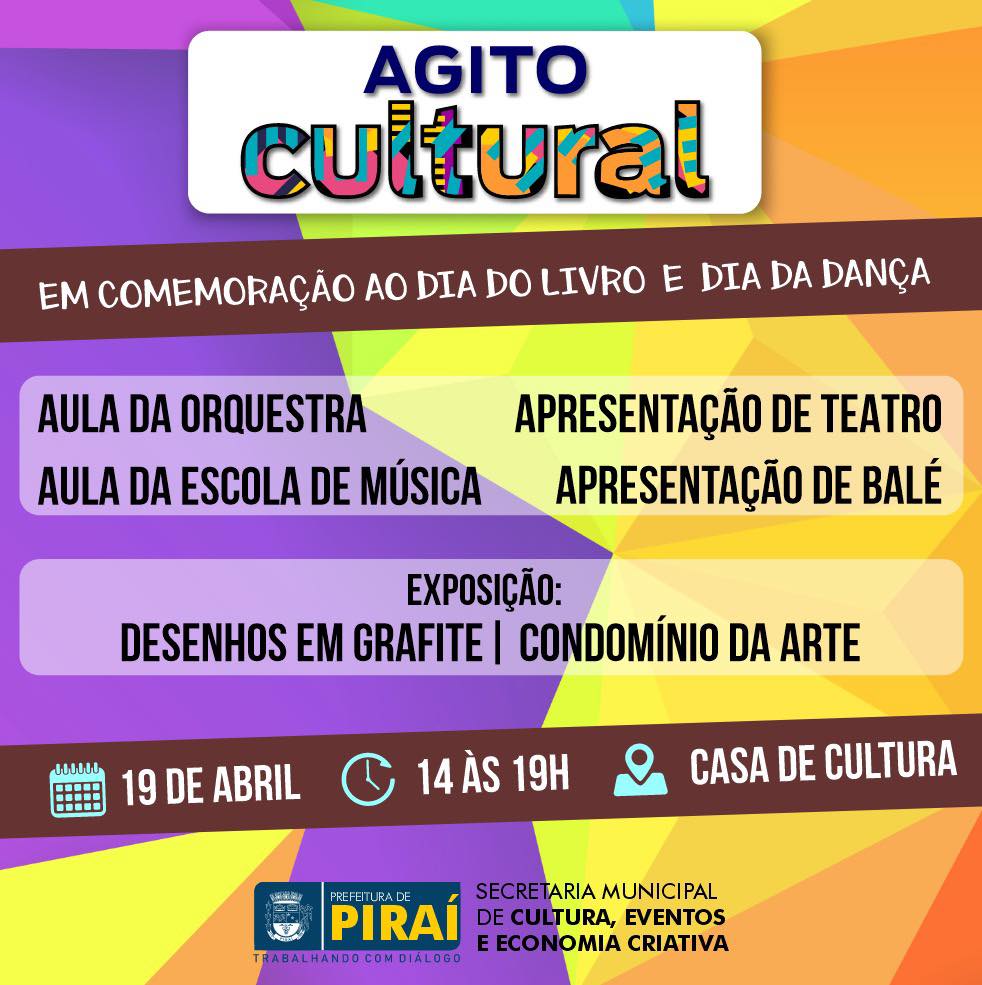 AGITO
cultural
EM COMEMORAÇÃO AO DIA DO LIVRO E DIA DA DANÇA
AULA DA ORQUESTRA
AULA DA ESCOLA DE MÚSICA
APRESENTAÇÃO DE TEATRO
APRESENTAÇÃO DE BALÉ
EXPOSIÇÃO:
DESENHOS EM GRAFITE | CONDOMÍNIO DA ARTE
19 DE ABRIL
14 ÀS 19H
CASA DE CULTURA
PREFEITURA DE
PIRAÍ
TRABALHANDO COM DIÁLOGO
SECRETARIA MUNICIPAL
DE CULTURA, EVENTOS
E ECONOMIA CRIATIVA